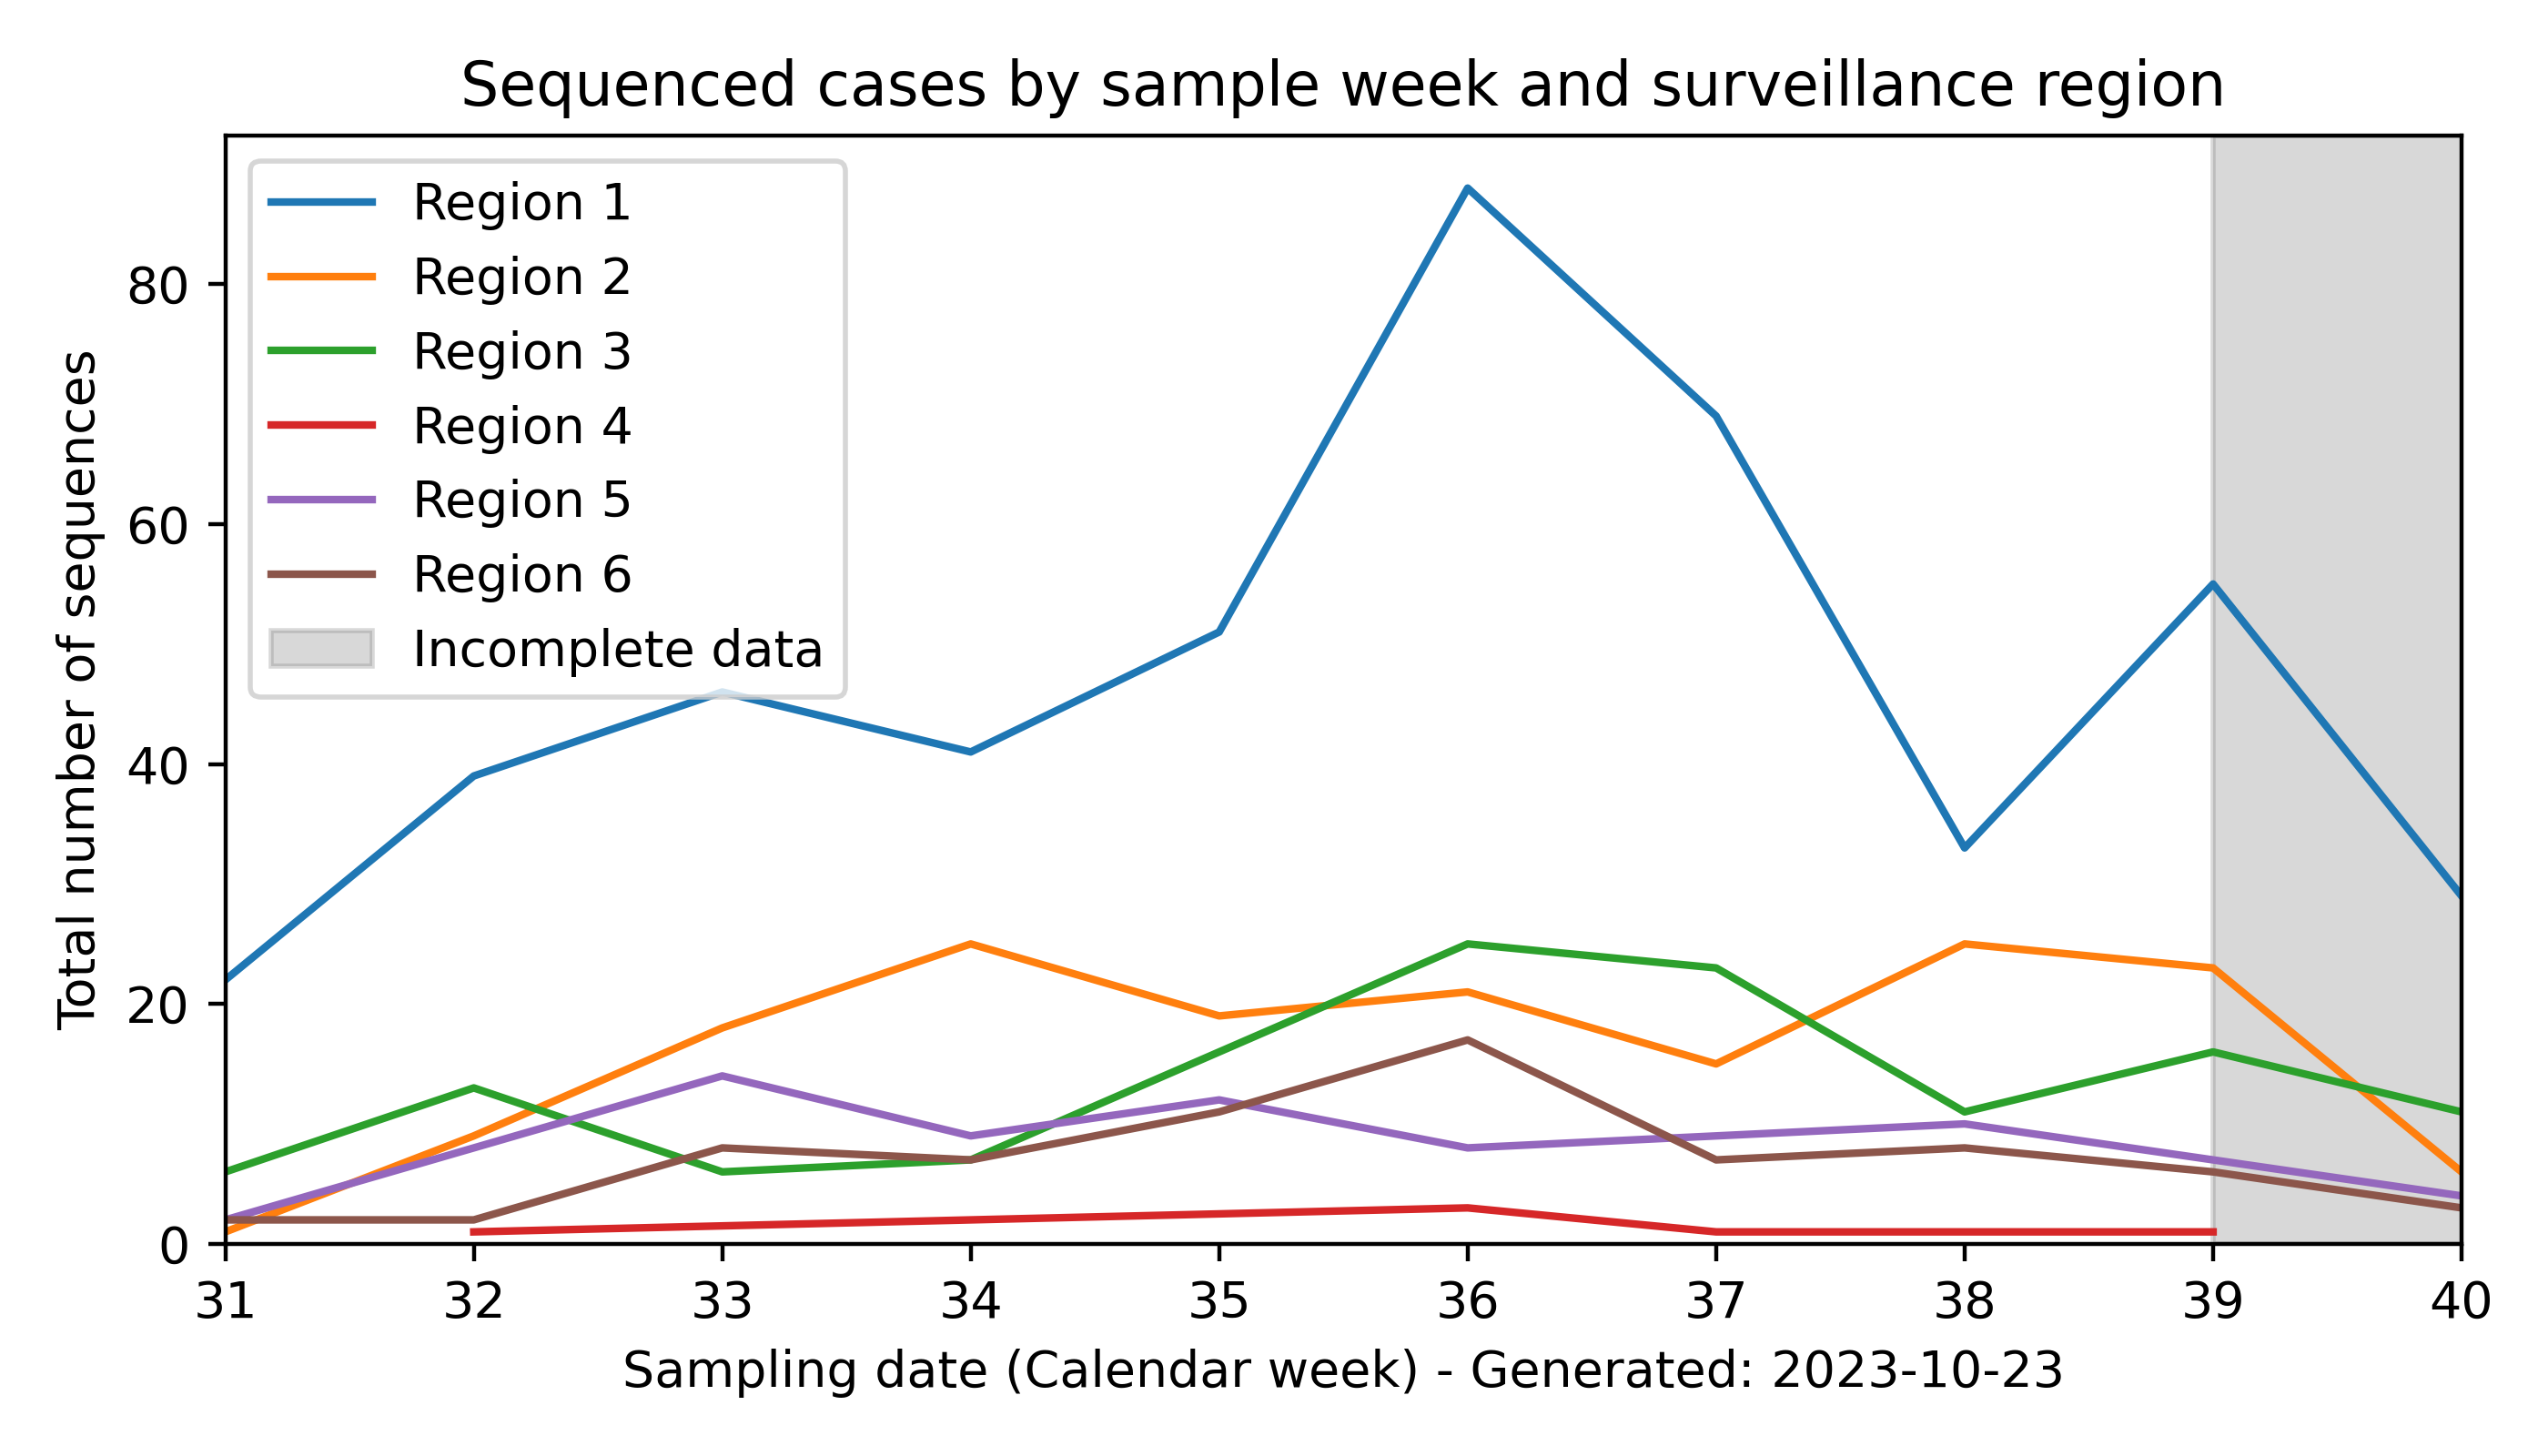 Sequenced cases by sample week and surveillance region
Region 1
Region 2
Region 3
Region 4
Region 5
Region 6
Incomplete data
Total number of sequences
80
60
40
20
0
31 32 33 34 35 36 37 38 39 40
Sampling date (Calendar week) - Generated: 2023-10-23